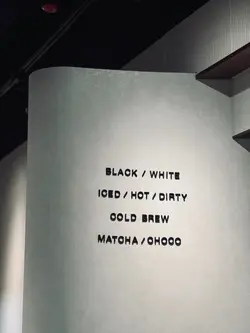 BLACK / WHITE
ICED / HOT / DIRTY
COLD BREW
MATCHA / CHOCO